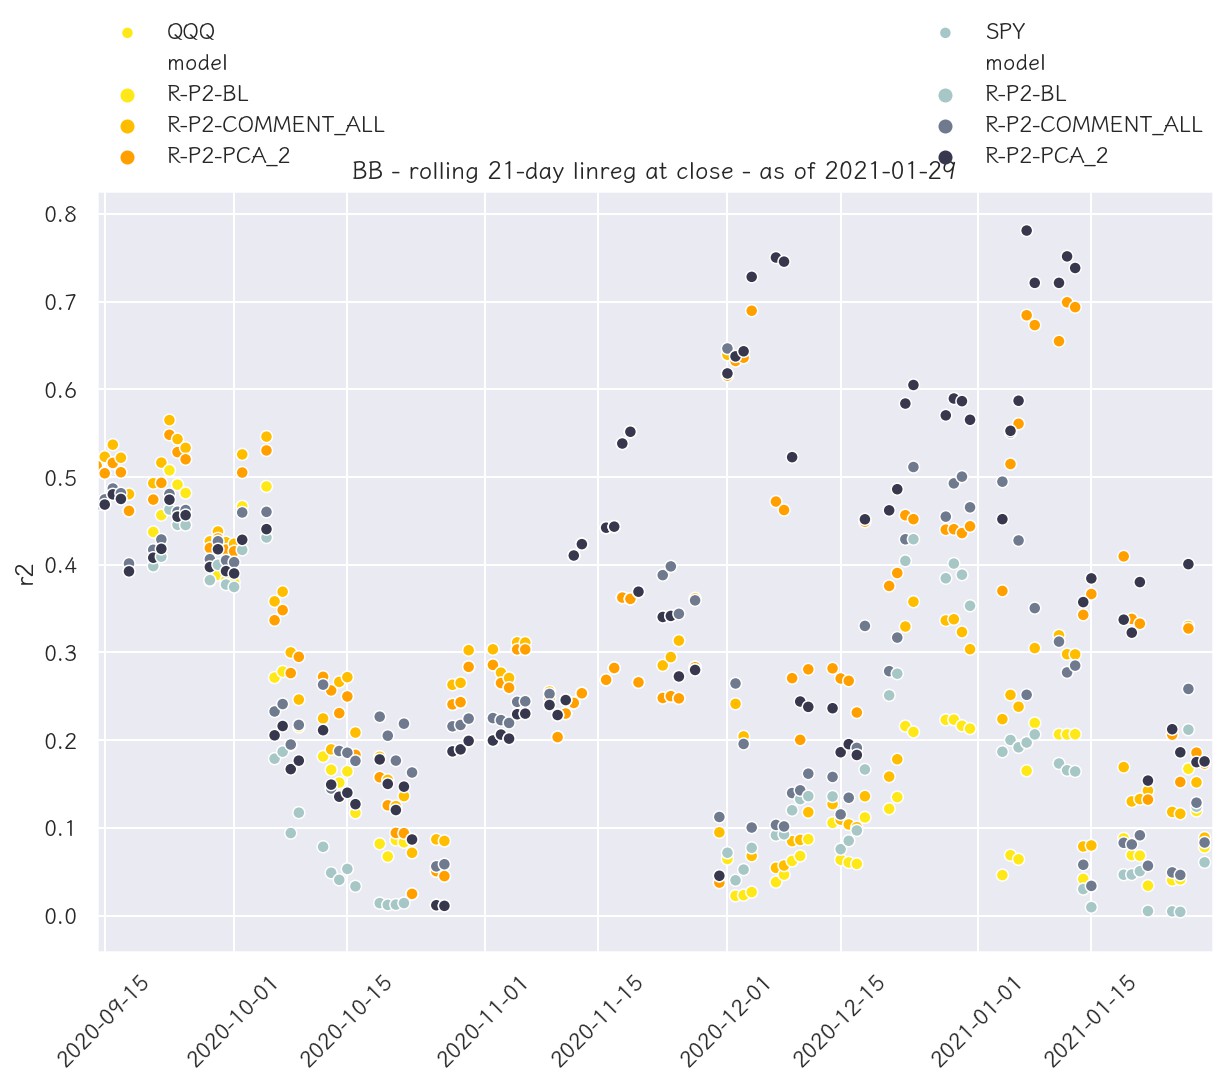 QQQ
model
R-P2-BL
R-P2-COMMENT_ALL
R-P2-PCA_2
SPY
model
R-P2-BL
R-P2-COMMENT_ALL
R-P2-PCA_2
BB - rolling 21-day linreg at close - as of 2021-01-29
r2
0.8
0.7
0.6
0.5
0.4
0.3
0.2
0.1
0.0
2020-09-15
2020-10-01
2020-10-15
2020-11-01
2020-11-15
2020-12-01
2020-12-15
2021-01-01
2021-01-15